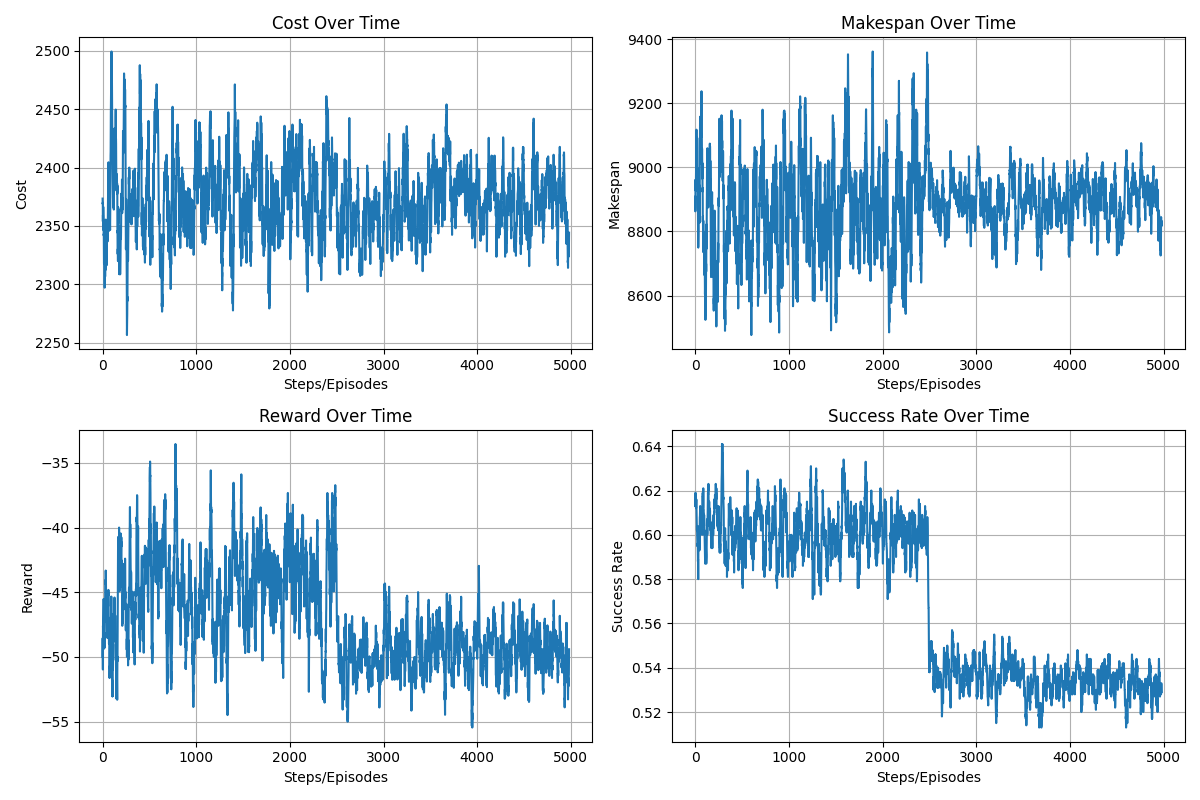 Cost Over Time
2500
2450
2400
2350
2300
2250
Cost
0 1000 2000 3000 4000 5000
Steps/Episodes
Makespan Over Time
9400
9200
9000
8800
8600
Makespan
0 1000 2000 3000 4000 5000
Steps/Episodes
Reward Over Time
−35
−40
−45
−50
−55
Reward
0 1000 2000 3000 4000 5000
Steps/Episodes
Success Rate Over Time
0.64
0.62
0.60
0.58
0.56
0.54
0.52
Success Rate
0 1000 2000 3000 4000 5000
Steps/Episodes